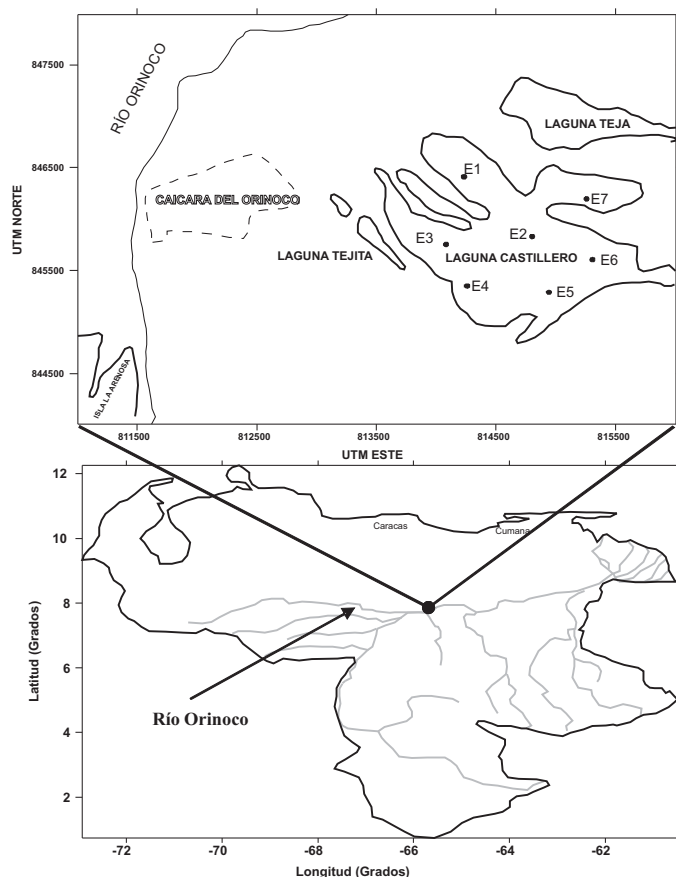 847500
846500
845500
844500
UTM NORTE
RÍO ORINOCO
CAICARA DEL ORINOCO
LAGUNA TEJA
E1
E7
E2
E3
LAGUNA CASTILLERO
LAGUNA TEJITA
E6
E4
E5
ISLA LA ARENOSA
811500
812500
813500
814500
815500
UTM ESTE
12
10
8
6
4
2
Latitud (Grados)
Caracas
Cumana
Río Orinoco
-72
-70
-68
-66
-64
-62
Longitud (Grados)